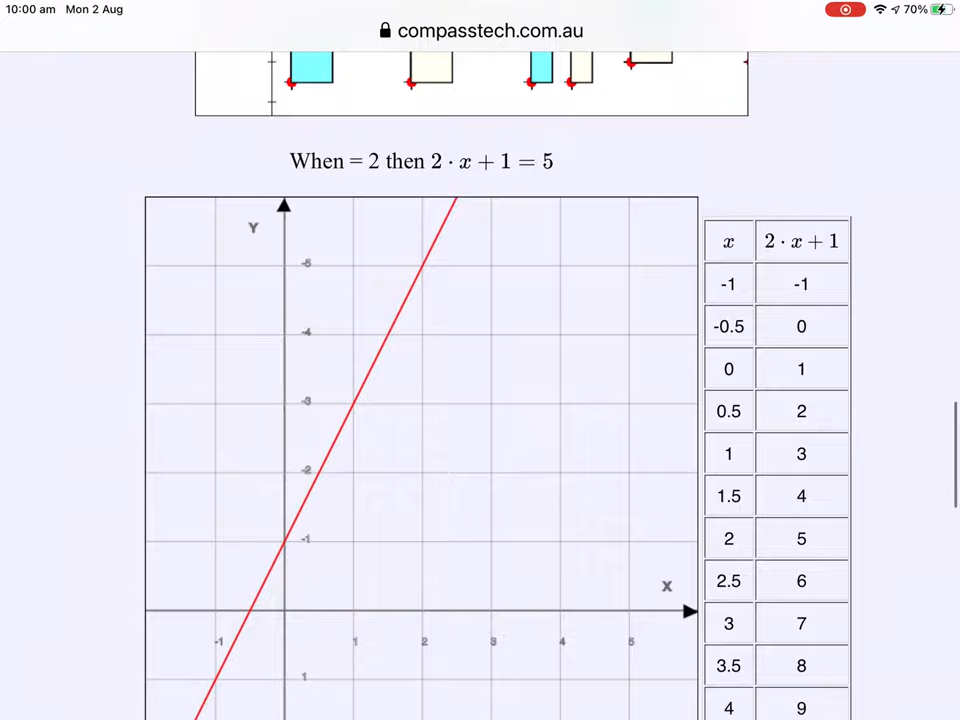 10:00 am Mon 2 Aug
70%
compasstech.com.au
When = 2 then 2 · x + 1 = 5
Y
-5
-4
-3
-2
-1
X
-1 1 2 3 4 5
1
x 2 · x + 1
-1 -1
-0.5 0
0 1
0.5 2
1 3
1.5 4
2 5
2.5 6
3 7
3.5 8
4 9